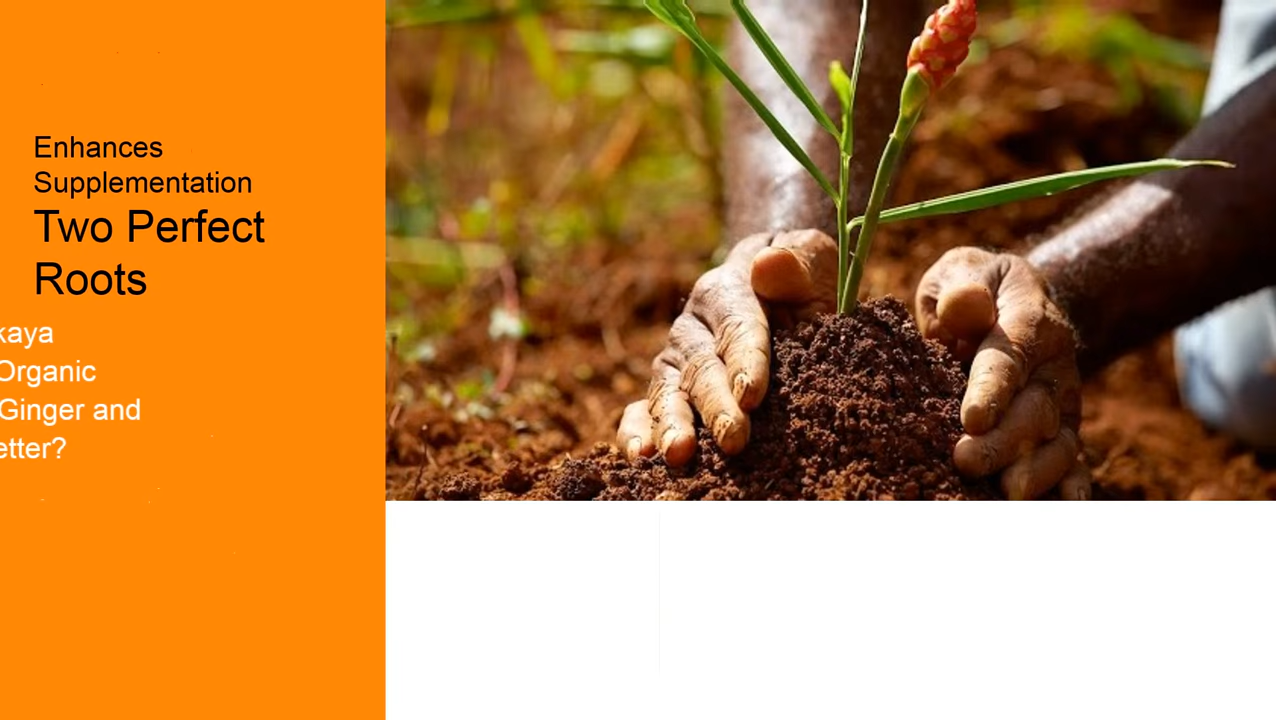 Enhances
Supplementation
Two Perfect
Roots
kaya
Organic
Ginger and
etter?